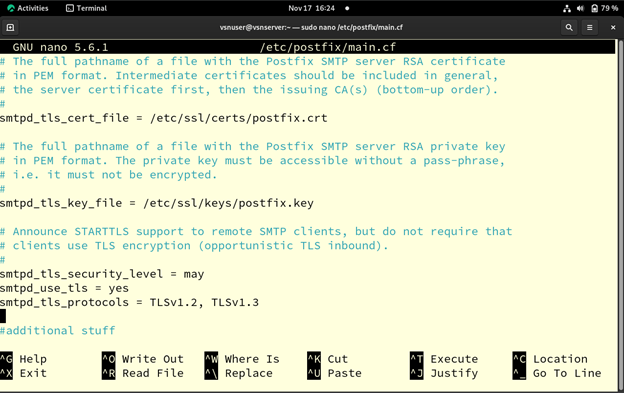 Activities Terminal Nov 17 16:24 79 %
vsnuser@vsnserver:~ — sudo nano /etc/postfix/main.cf
GNU nano 5.6.1 /etc/postfix/main.cf
# The full pathname of a file with the Postfix SMTP server RSA certificate
# in PEM format. Intermediate certificates should be included in general,
# the server certificate first, then the issuing CA(s) (bottom-up order).
#
smtpd_tls_cert_file = /etc/ssl/certs/postfix.crt
# The full pathname of a file with the Postfix SMTP server RSA private key
# in PEM format. The private key must be accessible without a pass-phrase,
# i.e. it must not be encrypted.
#
smtpd_tls_key_file = /etc/ssl/keys/postfix.key
# Announce STARTTLS support to remote SMTP clients, but do not require that
# clients use TLS encryption (opportunistic TLS inbound).
#
smtpd_tls_security_level = may
smtpd_use_tls = yes
smtpd_tls_protocols = TLSv1.2, TLSv1.3
#additional stuff
^G Help ^O Write Out ^W Where Is ^K Cut ^T Execute ^C Location
^X Exit ^R Read File ^\ Replace ^U Paste ^J Justify ^_ Go To Line